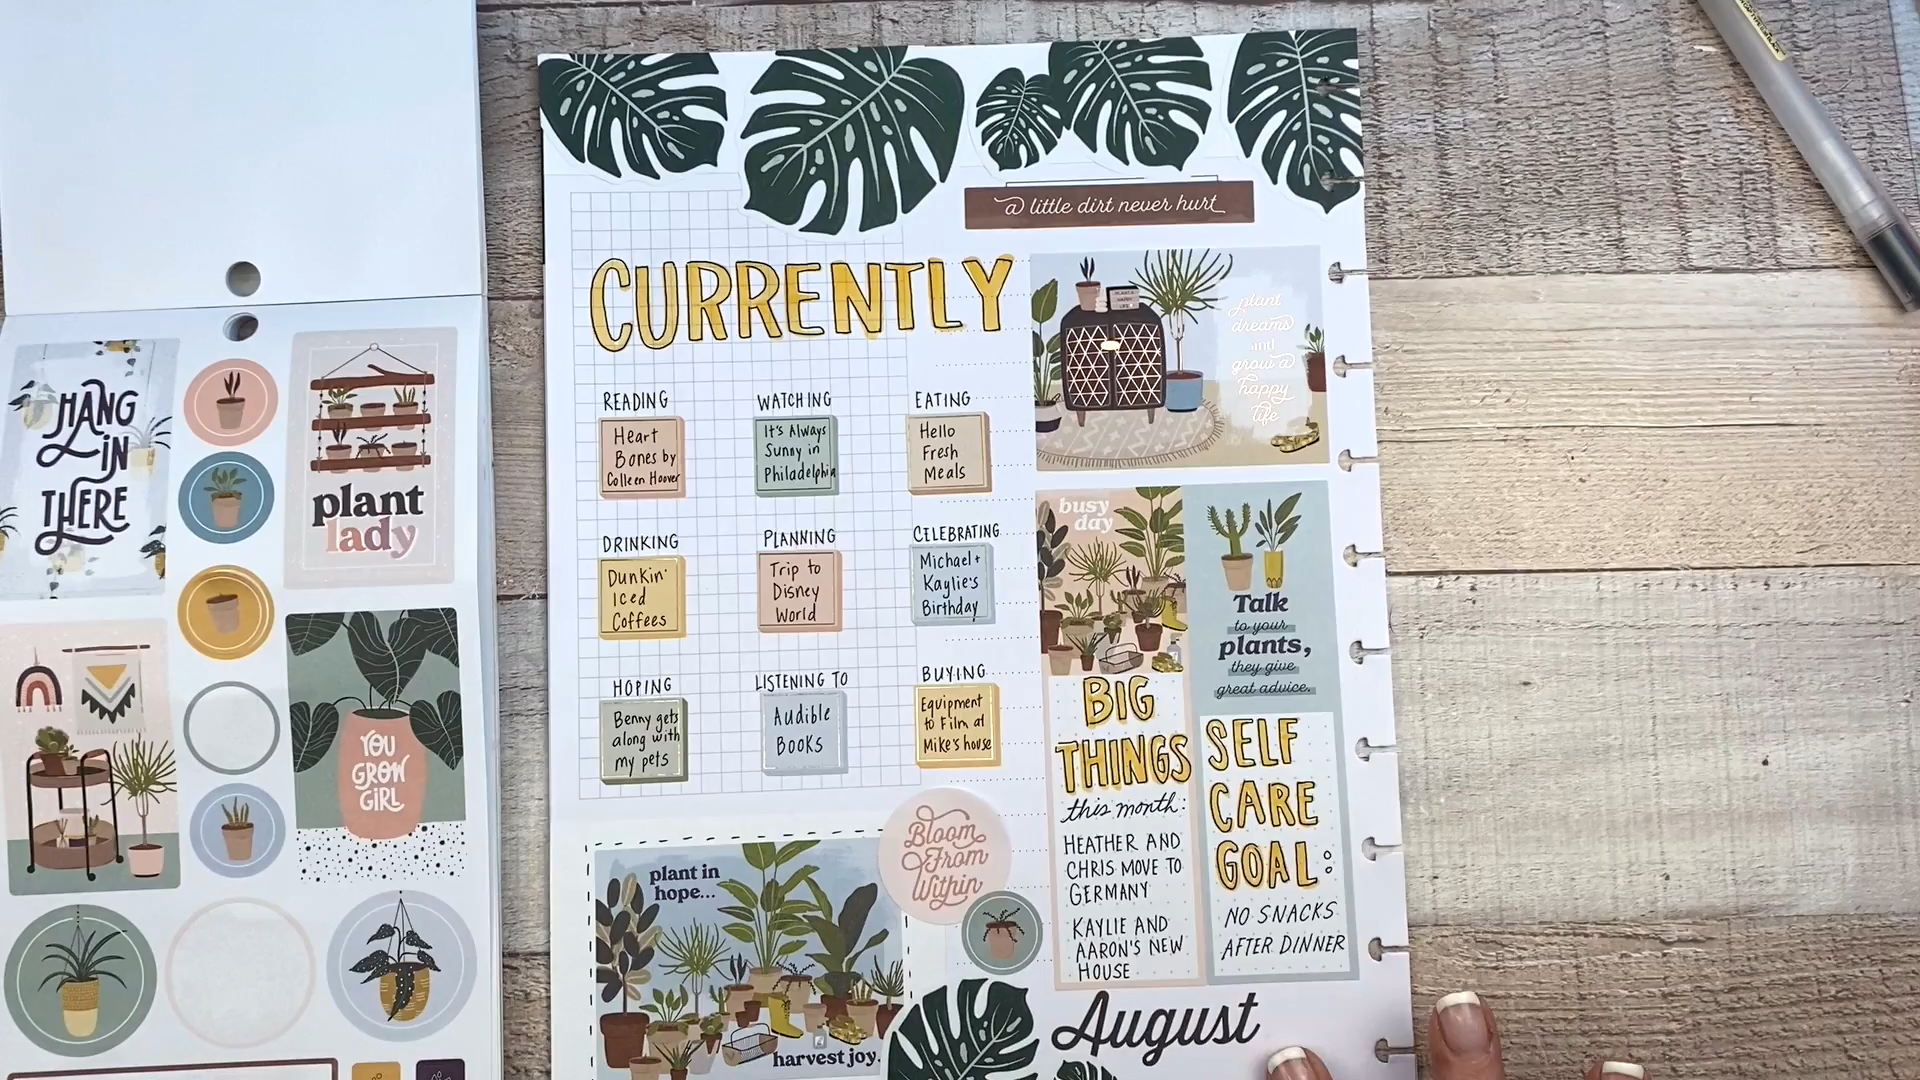 HANG
IN
THERE
plant
lady
YOU
GROW
GIRL
a little dirt never hurt
CURRENTLY
plant
dreams
and
grow a
happy
life
READING
Heart
Bones by
Colleen Hoover
WATCHING
It's Always
Sunny in
Philadelphia
EATING
Hello
Fresh
Meals
DRINKING
Dunkin'
Iced
Coffees
PLANNING
Trip to
Disney
World
CELEBRATING
Michael +
Kaylie's
Birthday
HOPING
Benny gets
along with
my pets
LISTENING TO
Audible
BOOKS
BUYING
Equipment
to Film at
Mike's house
busy
day
BIG
THINGS
this month:
HEATHER AND
CHRIS MOVE TO
GERMANY
KAYLIE AND
AARON'S NEW
HOUSE
Talk
to your
plants,
they give
great advice.
SELF
CARE
GOAL:
NO SNACKS
AFTER DINNER
Bloom
From
Within
plant in
hope...
harvest joy.
August